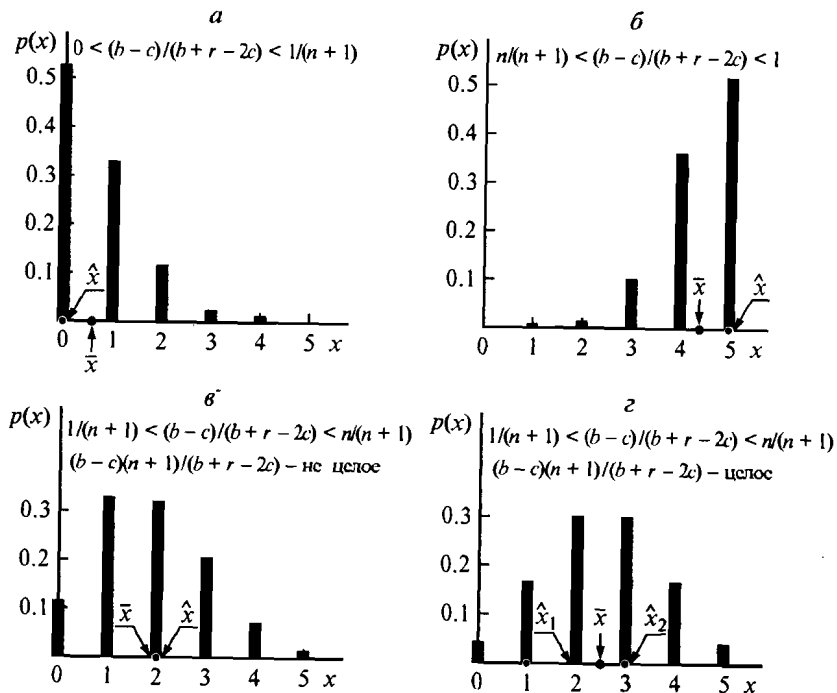 а
p(x)
0 < (b – c)/(b + r – 2c) < 1/(n + 1)
0.5
0.4
0.3
0.2
0.1
x̂
0 1 2 3 4 5 x
x̄
б
p(x)
n/(n + 1) < (b – c)/(b + r – 2c) < 1
0.5
0.4
0.3
0.2
0.1
x̄ x̂
0 1 2 3 4 5 x
в
p(x)
1/(n + 1) < (b – c)/(b + r – 2c) < n/(n + 1)
(b – c)(n + 1)/(b + r – 2c) – не целое
0.3
0.2
0.1
x̄ x̂
0 1 2 3 4 5 x
г
p(x)
1/(n + 1) < (b – c)/(b + r – 2c) < n/(n + 1)
(b – c)(n + 1)/(b + r – 2c) – целое
0.3
0.2
0.1
x̂₁ x̄ x̂₂
0 1 2 3 4 5 x